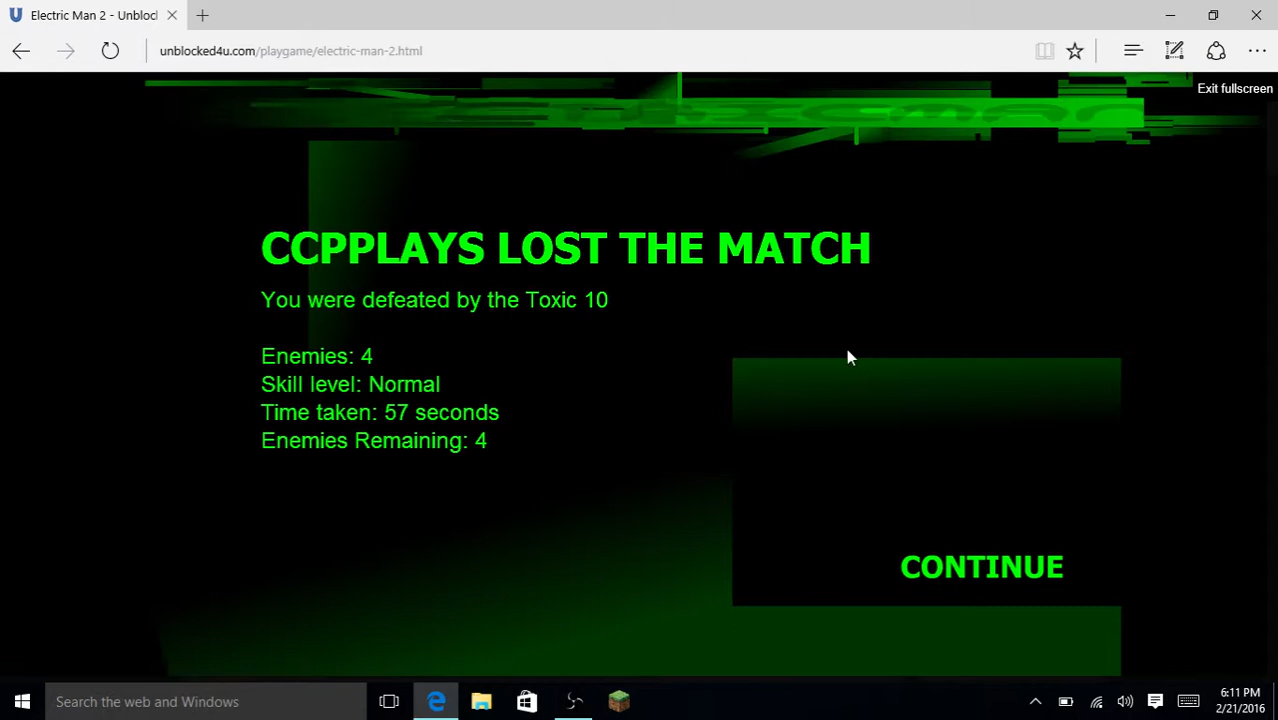 Electric Man 2 - Unbloc
unblocked4u.com/playgame/electric-man-2.html
Exit fullscreen
CCPPLAYS LOST THE MATCH
You were defeated by the Toxic 10
Enemies: 4
Skill level: Normal
Time taken: 57 seconds
Enemies Remaining: 4
CONTINUE
Search the web and Windows
6:11 PM
2/21/2016